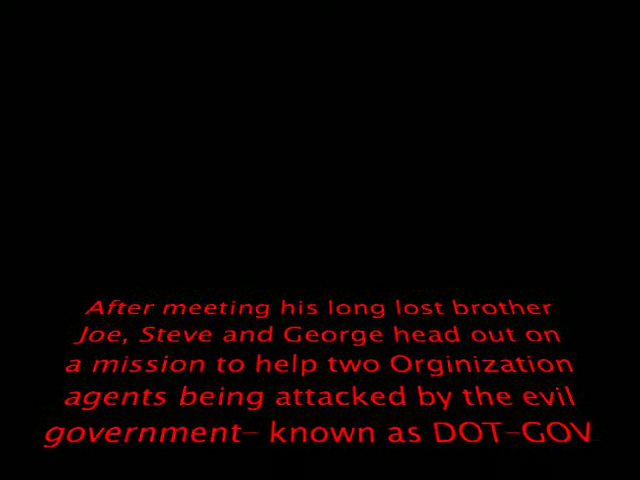 After meeting his long lost brother
Joe, Steve and George head out on
a mission to help two Orginization
agents being attacked by the evil
government- known as DOT-GOV